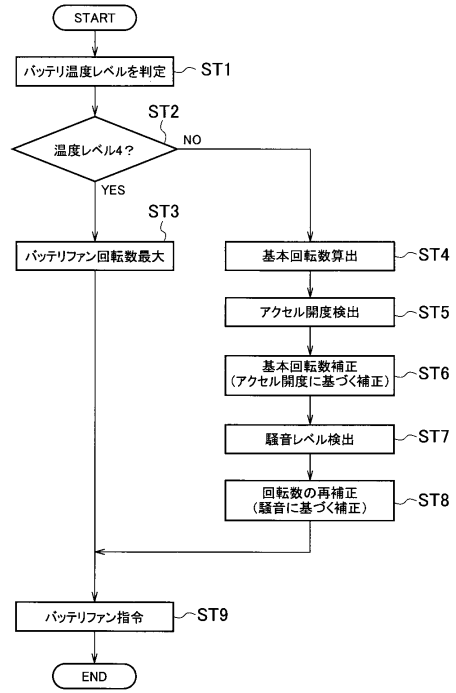 START
バッテリ温度レベルを判定
ST1
ST2
温度レベル4？
NO
YES
ST3
バッテリファン回転数最大
基本回転数算出
ST4
アクセル開度検出
ST5
基本回転数補正
(アクセル開度に基づく補正)
ST6
騒音レベル検出
ST7
回転数の再補正
(騒音に基づく補正)
ST8
バッテリファン指令
ST9
END